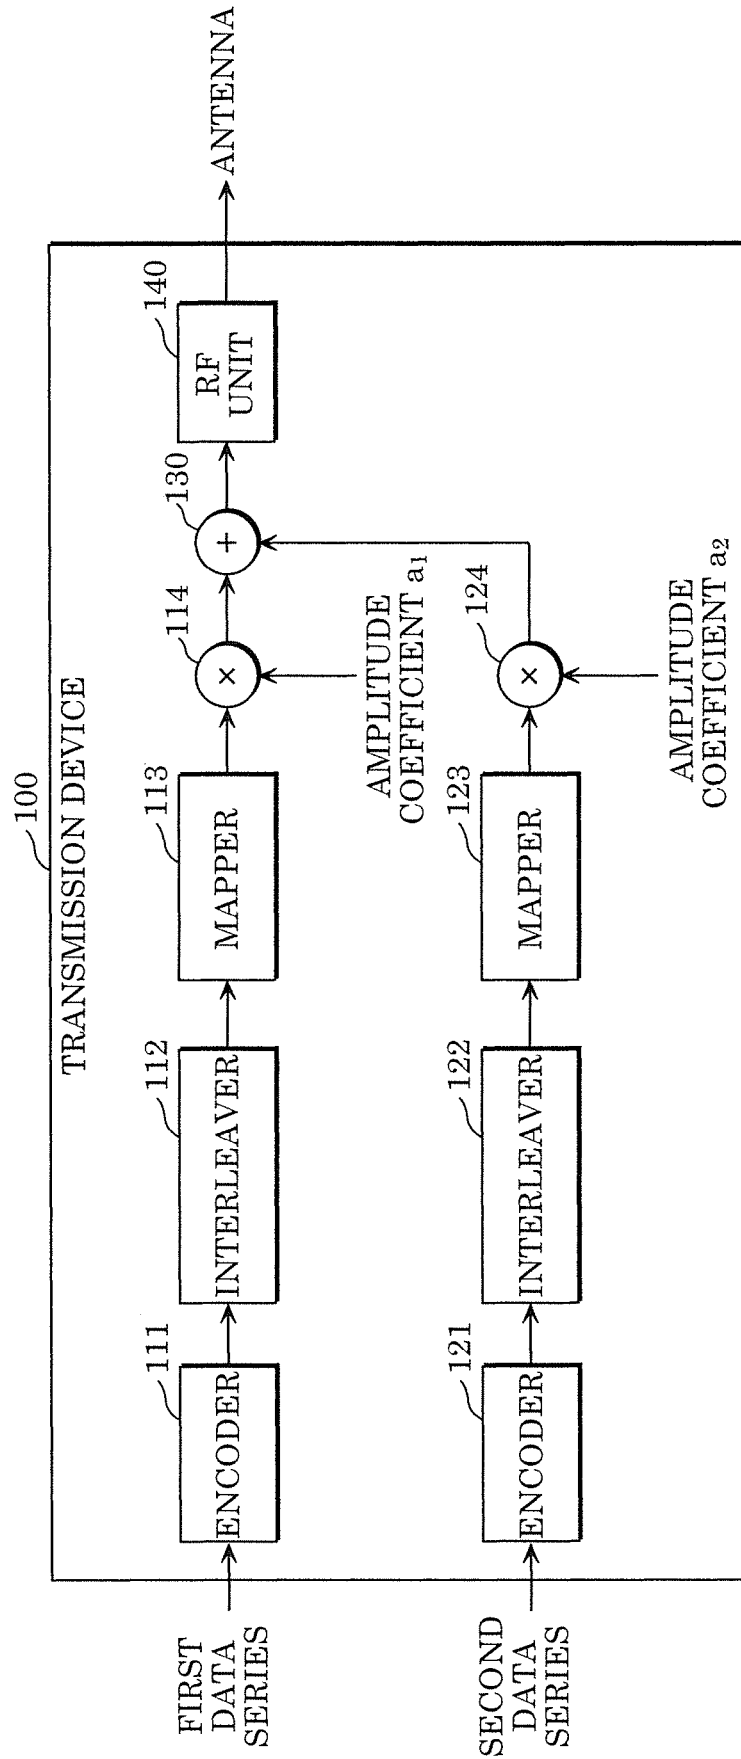 100
TRANSMISSION DEVICE
FIRST
DATA
SERIES
111
ENCODER
112
INTERLEAVER
113
MAPPER
114
×
AMPLITUDE
COEFFICIENT a₁
130
+
140
RF
UNIT
ANTENNA
SECOND
DATA
SERIES
121
ENCODER
122
INTERLEAVER
123
MAPPER
124
×
AMPLITUDE
COEFFICIENT a₂